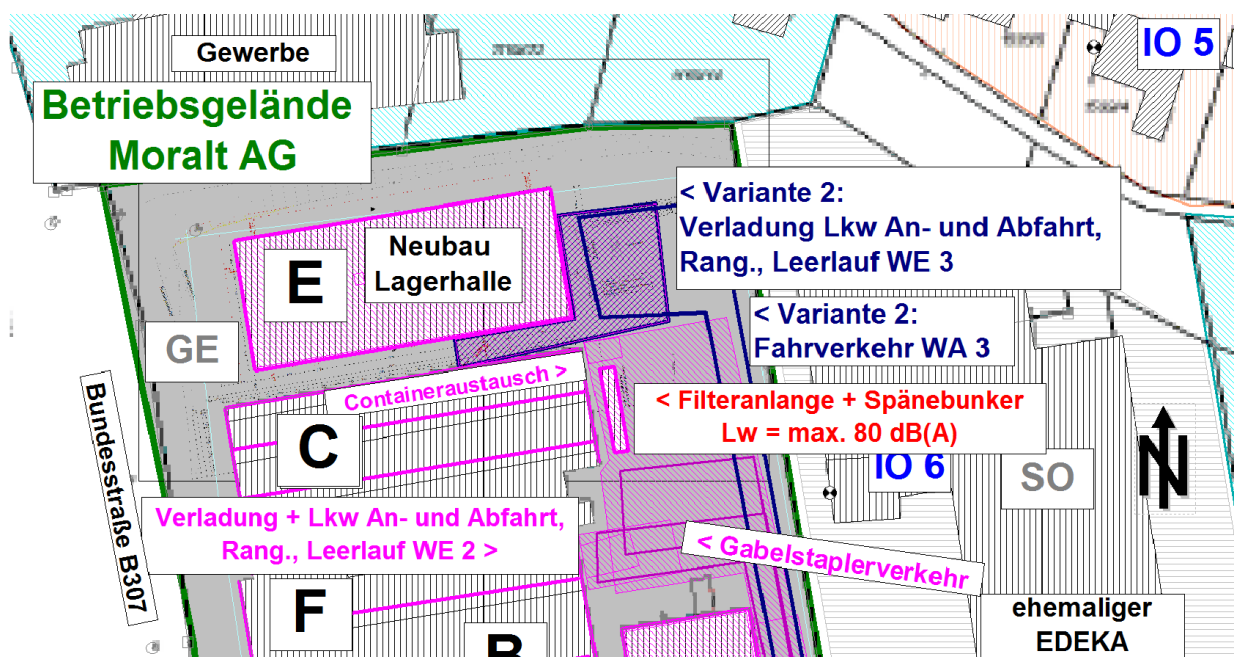 Gewerbe
IO 5
Betriebsgelände
Moralt AG
< Variante 2:
Verladung Lkw An- und Abfahrt,
Rang., Leerlauf WE 3
Neubau
Lagerhalle
E
< Variante 2:
Fahrverkehr WA 3
GE
Containeraustausch >
< Filteranlange + Spänebunker
Lw = max. 80 dB(A)
Bundesstraße B307
C
IO 6
SO
N
Verladung + Lkw An- und Abfahrt,
Rang., Leerlauf WE 2 >
< Gabelstaplerverkehr
F
ehemaliger
EDEKA